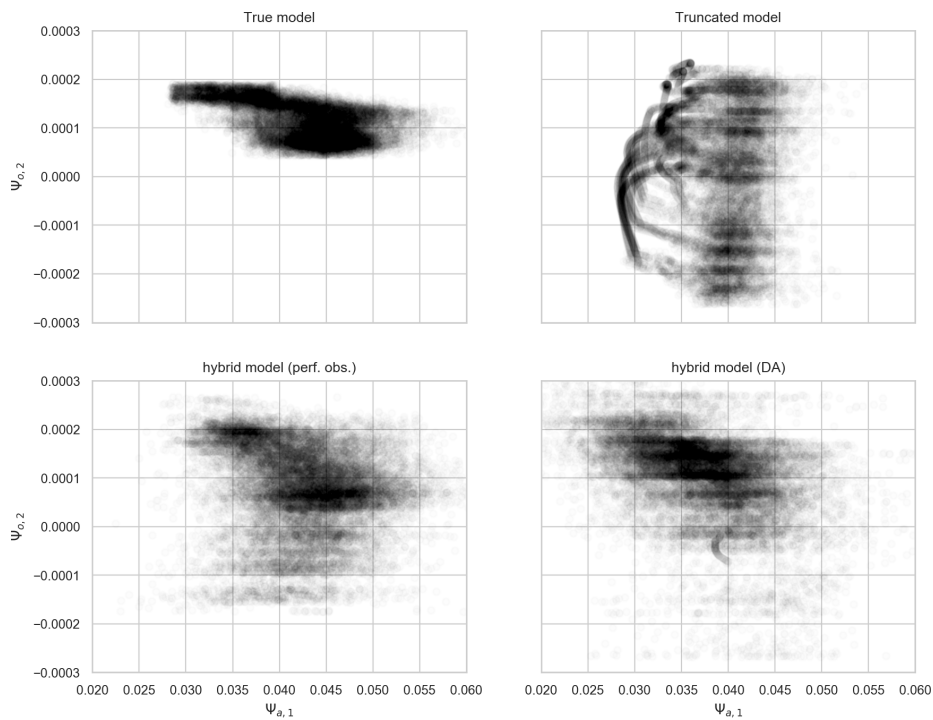 True model
Truncated model
0.0003
0.0002
0.0001
0.0000
−0.0001
−0.0002
−0.0003
Ψo, 2
hybrid model (perf. obs.)
hybrid model (DA)
0.0003
0.0002
0.0001
0.0000
−0.0001
−0.0002
−0.0003
Ψo, 2
0.020 0.025 0.030 0.035 0.040 0.045 0.050 0.055 0.060
0.020 0.025 0.030 0.035 0.040 0.045 0.050 0.055 0.060
Ψa, 1
Ψa, 1